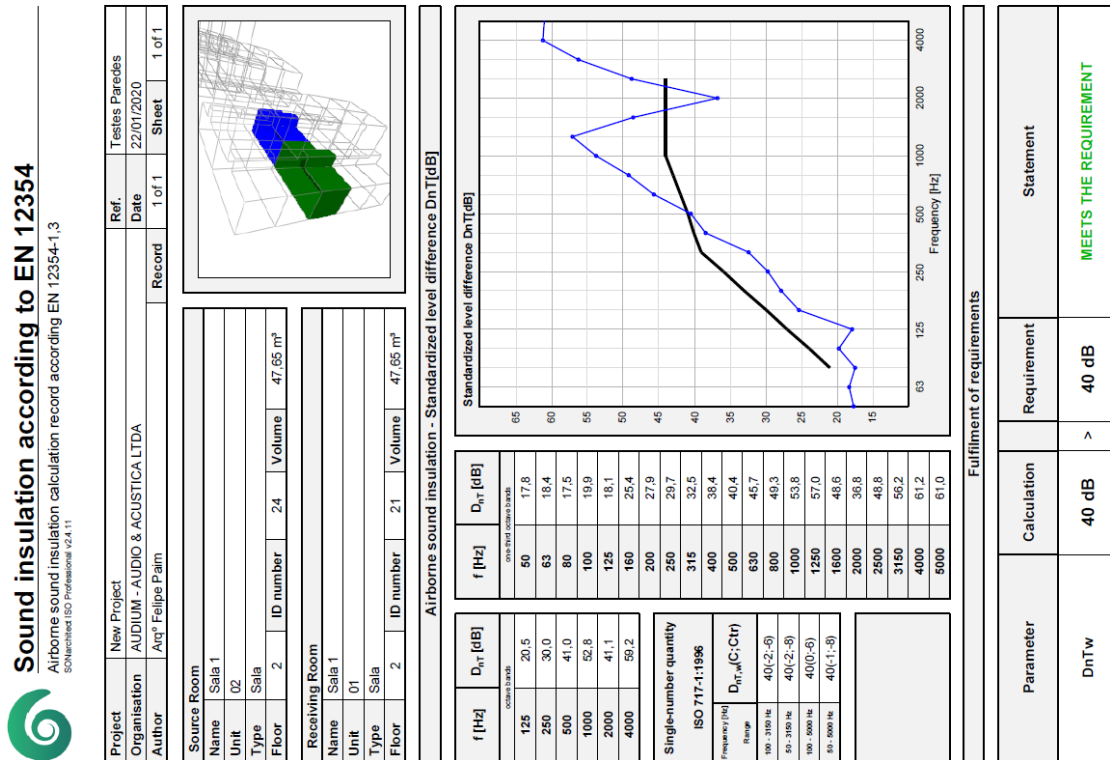 Sound insulation according to EN 12354
Airborne sound insulation calculation record according EN 12354-1,3
SONarchitect ISO Professional v2.4.11
Project New Project Ref. Testes Paredes
Organisation AUDIUM - AUDIO & ACUSTICA LTDA Date 22/01/2020
Author Arqº Felipe Paim Record 1 of 1 Sheet 1 of 1
Source Room
Name Sala 1
Unit 02
Type Sala
Floor 2 ID number 24 Volume 47,65 m³
Receiving Room
Name Sala 1
Unit 01
Type Sala
Floor 2 ID number 21 Volume 47,65 m³
Airborne sound insulation - Standardized level difference DnT[dB]
f [Hz] DnT [dB]
octave bands
125 20,5
250 30,0
500 41,0
1000 52,8
2000 41,1
4000 59,2
Single-number quantity
ISO 717-1:1996
Frequency [Hz] Range DnT,w(C;Ctr)
100 - 3150 Hz 40(-2;-6)
50 - 3150 Hz 40(-2;-8)
100 - 5000 Hz 40(0;-6)
50 - 5000 Hz 40(-1;-8)
f [Hz] DnT [dB]
one-third octave bands
50 17,8
63 18,4
80 17,5
100 19,9
125 18,1
160 25,4
200 27,9
250 29,7
315 32,5
400 38,4
500 40,4
630 45,7
800 49,3
1000 53,8
1250 57,0
1600 48,6
2000 36,8
2500 48,8
3150 56,2
4000 61,2
5000 61,0
Standardized level difference DnT[dB]
65
60
55
50
45
40
35
30
25
20
15
63 125 250 500 1000 2000 4000
Frequency [Hz]
Fulfilment of requirements
Parameter Calculation Requirement Statement
DnTw 40 dB > 40 dB MEETS THE REQUIREMENT